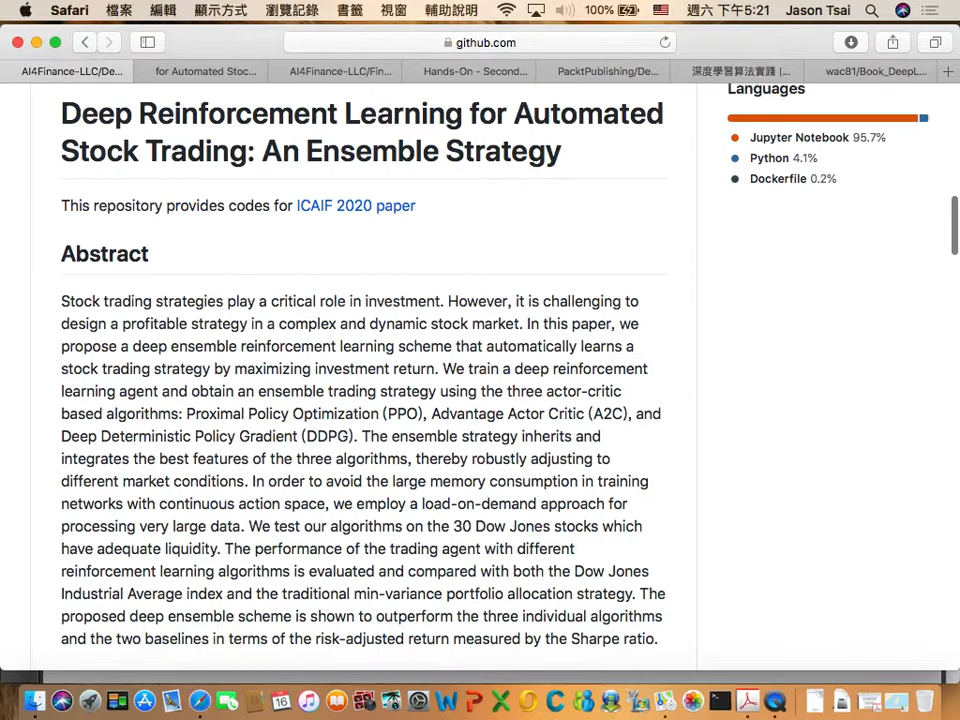 Safari 檔案 編輯 顯示方式 瀏覽記錄 書籤 視窗 輔助說明 100% 週六 下午5:21 Jason Tsai
github.com
AI4Finance-LLC/De... for Automated Stoc... AI4Finance-LLC/Fin... Hands-On - Second... PacktPublishing/De... 深度學習算法實踐 |... wac81/Book_DeepL...
Deep Reinforcement Learning for Automated
Stock Trading: An Ensemble Strategy
This repository provides codes for ICAIF 2020 paper
Abstract
Stock trading strategies play a critical role in investment. However, it is challenging to
design a profitable strategy in a complex and dynamic stock market. In this paper, we
propose a deep ensemble reinforcement learning scheme that automatically learns a
stock trading strategy by maximizing investment return. We train a deep reinforcement
learning agent and obtain an ensemble trading strategy using the three actor-critic
based algorithms: Proximal Policy Optimization (PPO), Advantage Actor Critic (A2C), and
Deep Deterministic Policy Gradient (DDPG). The ensemble strategy inherits and
integrates the best features of the three algorithms, thereby robustly adjusting to
different market conditions. In order to avoid the large memory consumption in training
networks with continuous action space, we employ a load-on-demand approach for
processing very large data. We test our algorithms on the 30 Dow Jones stocks which
have adequate liquidity. The performance of the trading agent with different
reinforcement learning algorithms is evaluated and compared with both the Dow Jones
Industrial Average index and the traditional min-variance portfolio allocation strategy. The
proposed deep ensemble scheme is shown to outperform the three individual algorithms
and the two baselines in terms of the risk-adjusted return measured by the Sharpe ratio.
Languages
Jupyter Notebook 95.7%
Python 4.1%
Dockerfile 0.2%
16